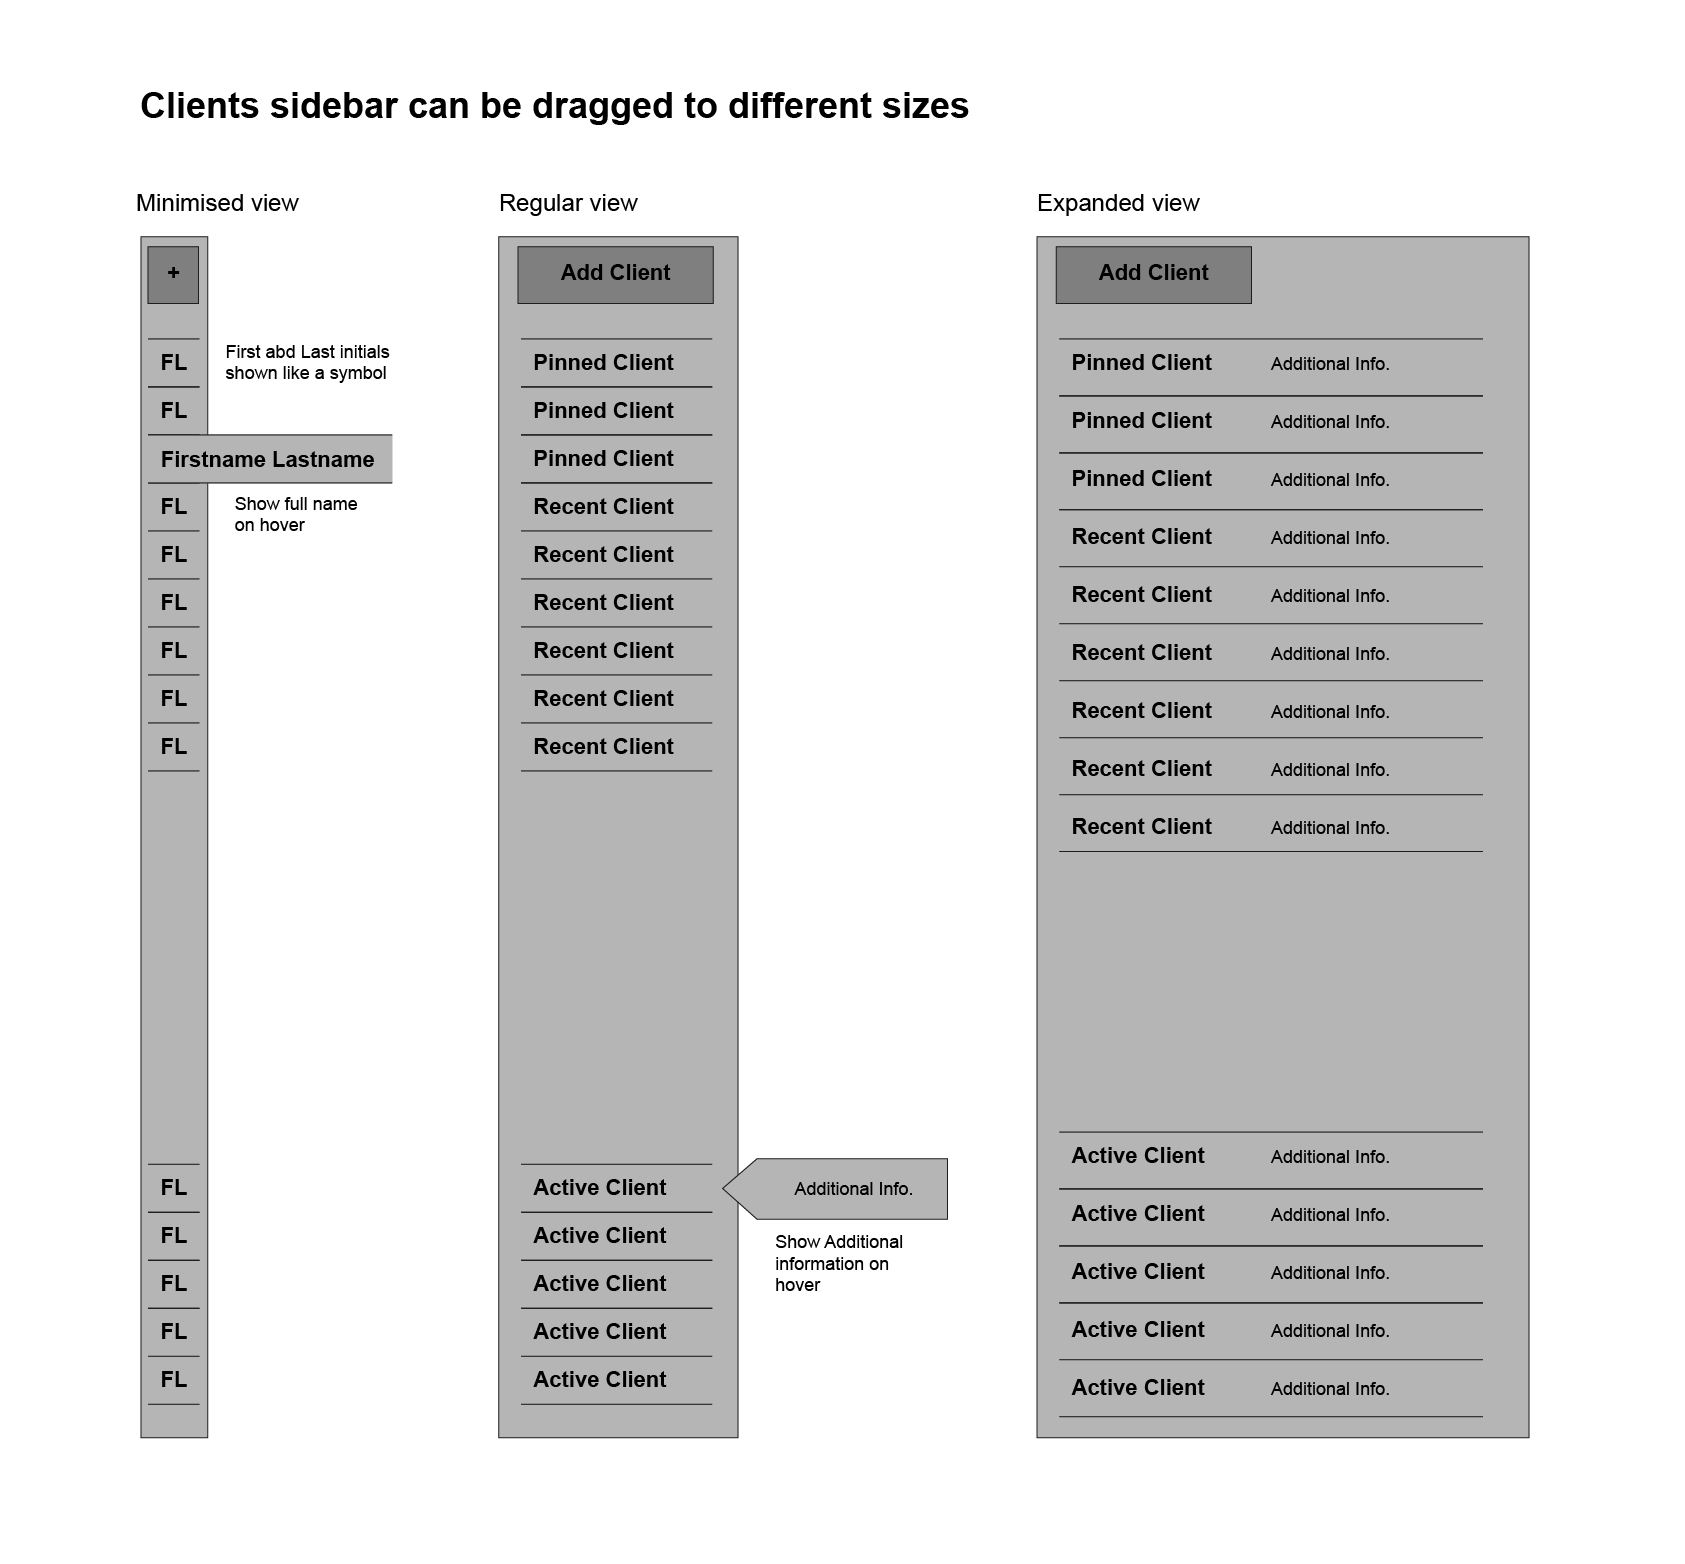 Clients sidebar can be dragged to different sizes
Minimised view
+
FL
First abd Last initials
shown like a symbol
FL
Firstname Lastname
FL
Show full name
on hover
FL
FL
FL
FL
FL
FL
FL
FL
FL
FL
Regular view
Add Client
Pinned Client
Pinned Client
Pinned Client
Recent Client
Recent Client
Recent Client
Recent Client
Recent Client
Recent Client
Active Client
Additional Info.
Show Additional
information on
hover
Active Client
Active Client
Active Client
Active Client
Expanded view
Add Client
Pinned Client Additional Info.
Pinned Client Additional Info.
Pinned Client Additional Info.
Recent Client Additional Info.
Recent Client Additional Info.
Recent Client Additional Info.
Recent Client Additional Info.
Recent Client Additional Info.
Recent Client Additional Info.
Active Client Additional Info.
Active Client Additional Info.
Active Client Additional Info.
Active Client Additional Info.
Active Client Additional Info.